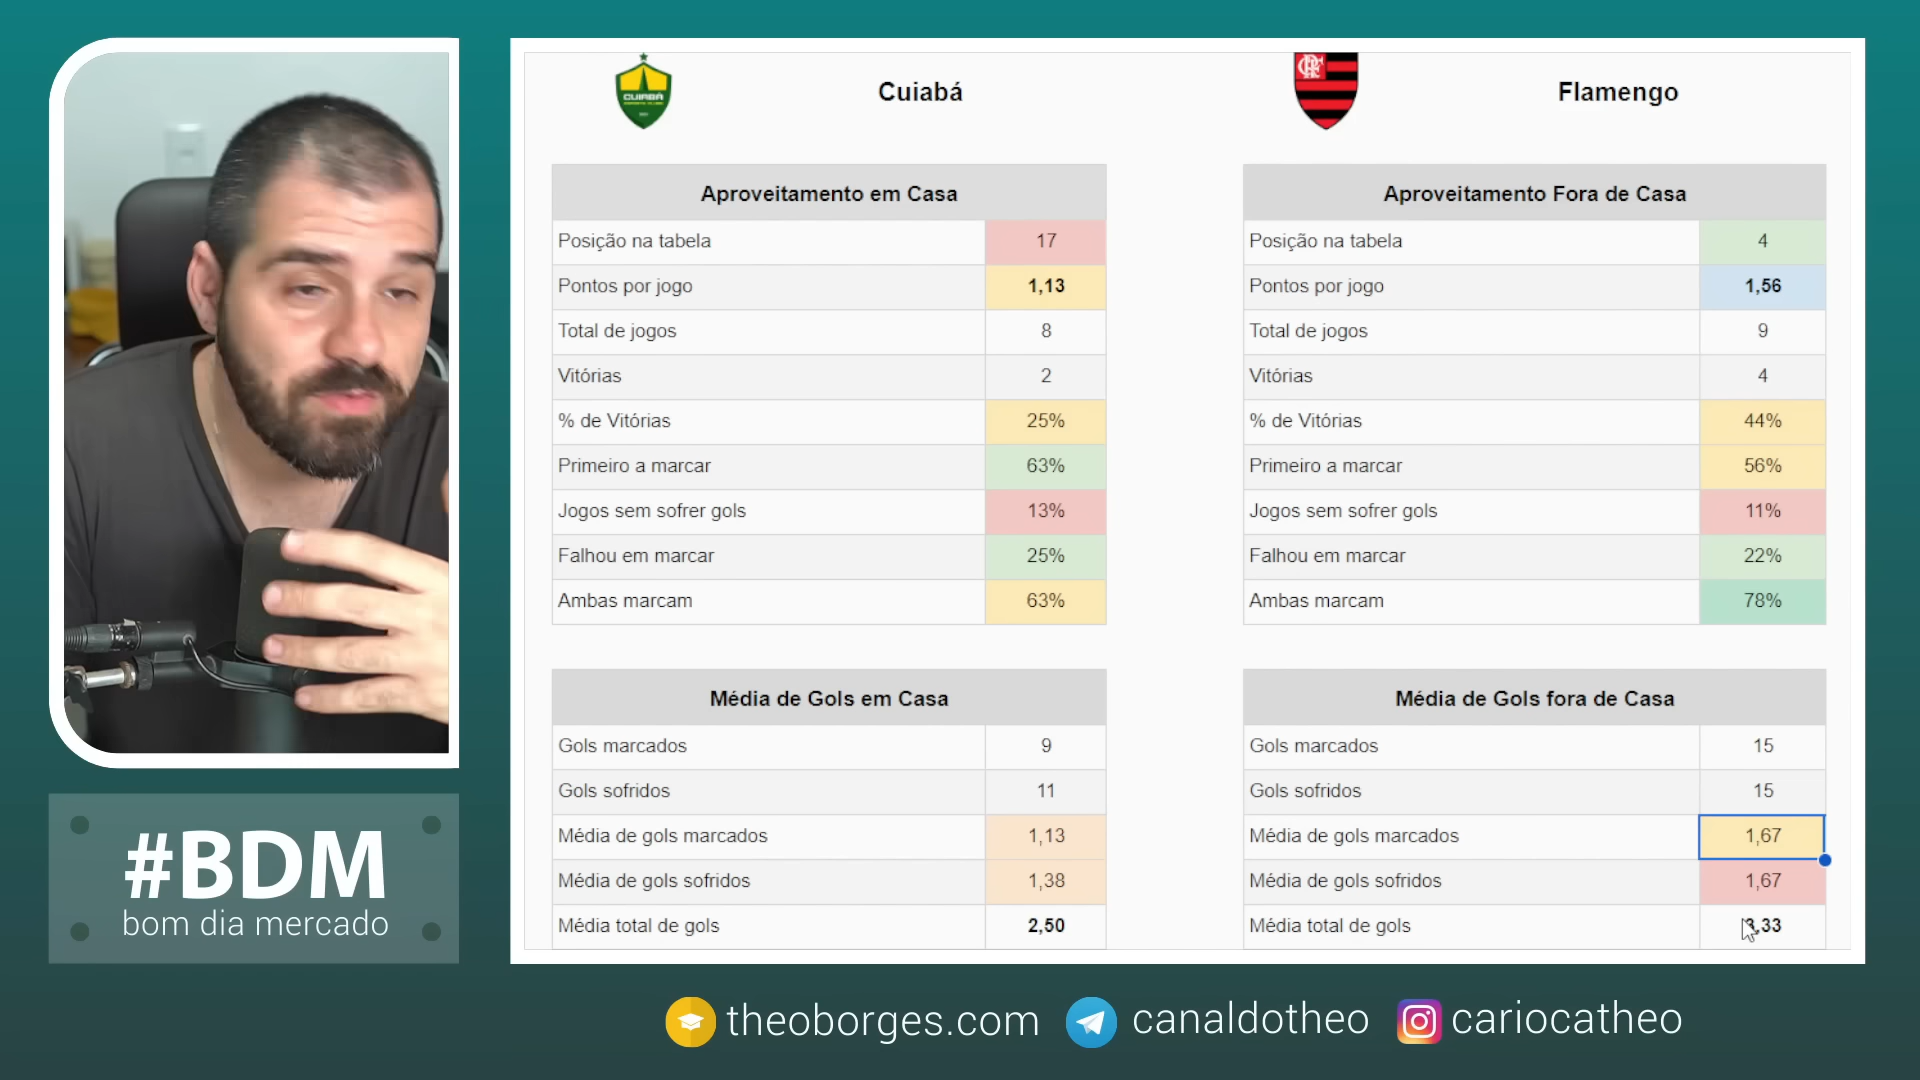 CUIABÁ
Cuiabá
Flamengo
Aproveitamento em Casa
Posição na tabela 17
Pontos por jogo 1,13
Total de jogos 8
Vitórias 2
% de Vitórias 25%
Primeiro a marcar 63%
Jogos sem sofrer gols 13%
Falhou em marcar 25%
Ambas marcam 63%
Aproveitamento Fora de Casa
Posição na tabela 4
Pontos por jogo 1,56
Total de jogos 9
Vitórias 4
% de Vitórias 44%
Primeiro a marcar 56%
Jogos sem sofrer gols 11%
Falhou em marcar 22%
Ambas marcam 78%
Média de Gols em Casa
Gols marcados 9
Gols sofridos 11
Média de gols marcados 1,13
Média de gols sofridos 1,38
Média total de gols 2,50
Média de Gols fora de Casa
Gols marcados 15
Gols sofridos 15
Média de gols marcados 1,67
Média de gols sofridos 1,67
Média total de gols 3,33
#BDM
bom dia mercado
theoborges.com
canaldotheo
cariocatheo